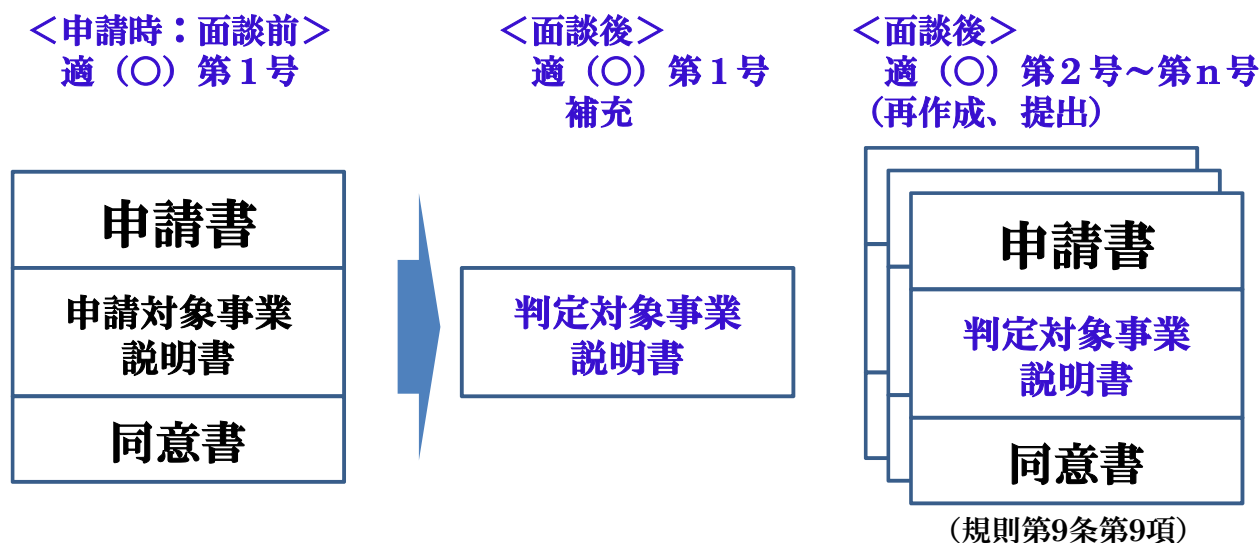 ＜申請時：面談前＞
適（〇）第１号
申請書
申請対象事業
説明書
同意書
＜面談後＞
適（〇）第１号
補充
判定対象事業
説明書
＜面談後＞
適（〇）第２号～第ｎ号
（再作成、提出）
申請書
判定対象事業
説明書
同意書
（規則第9条第9項）